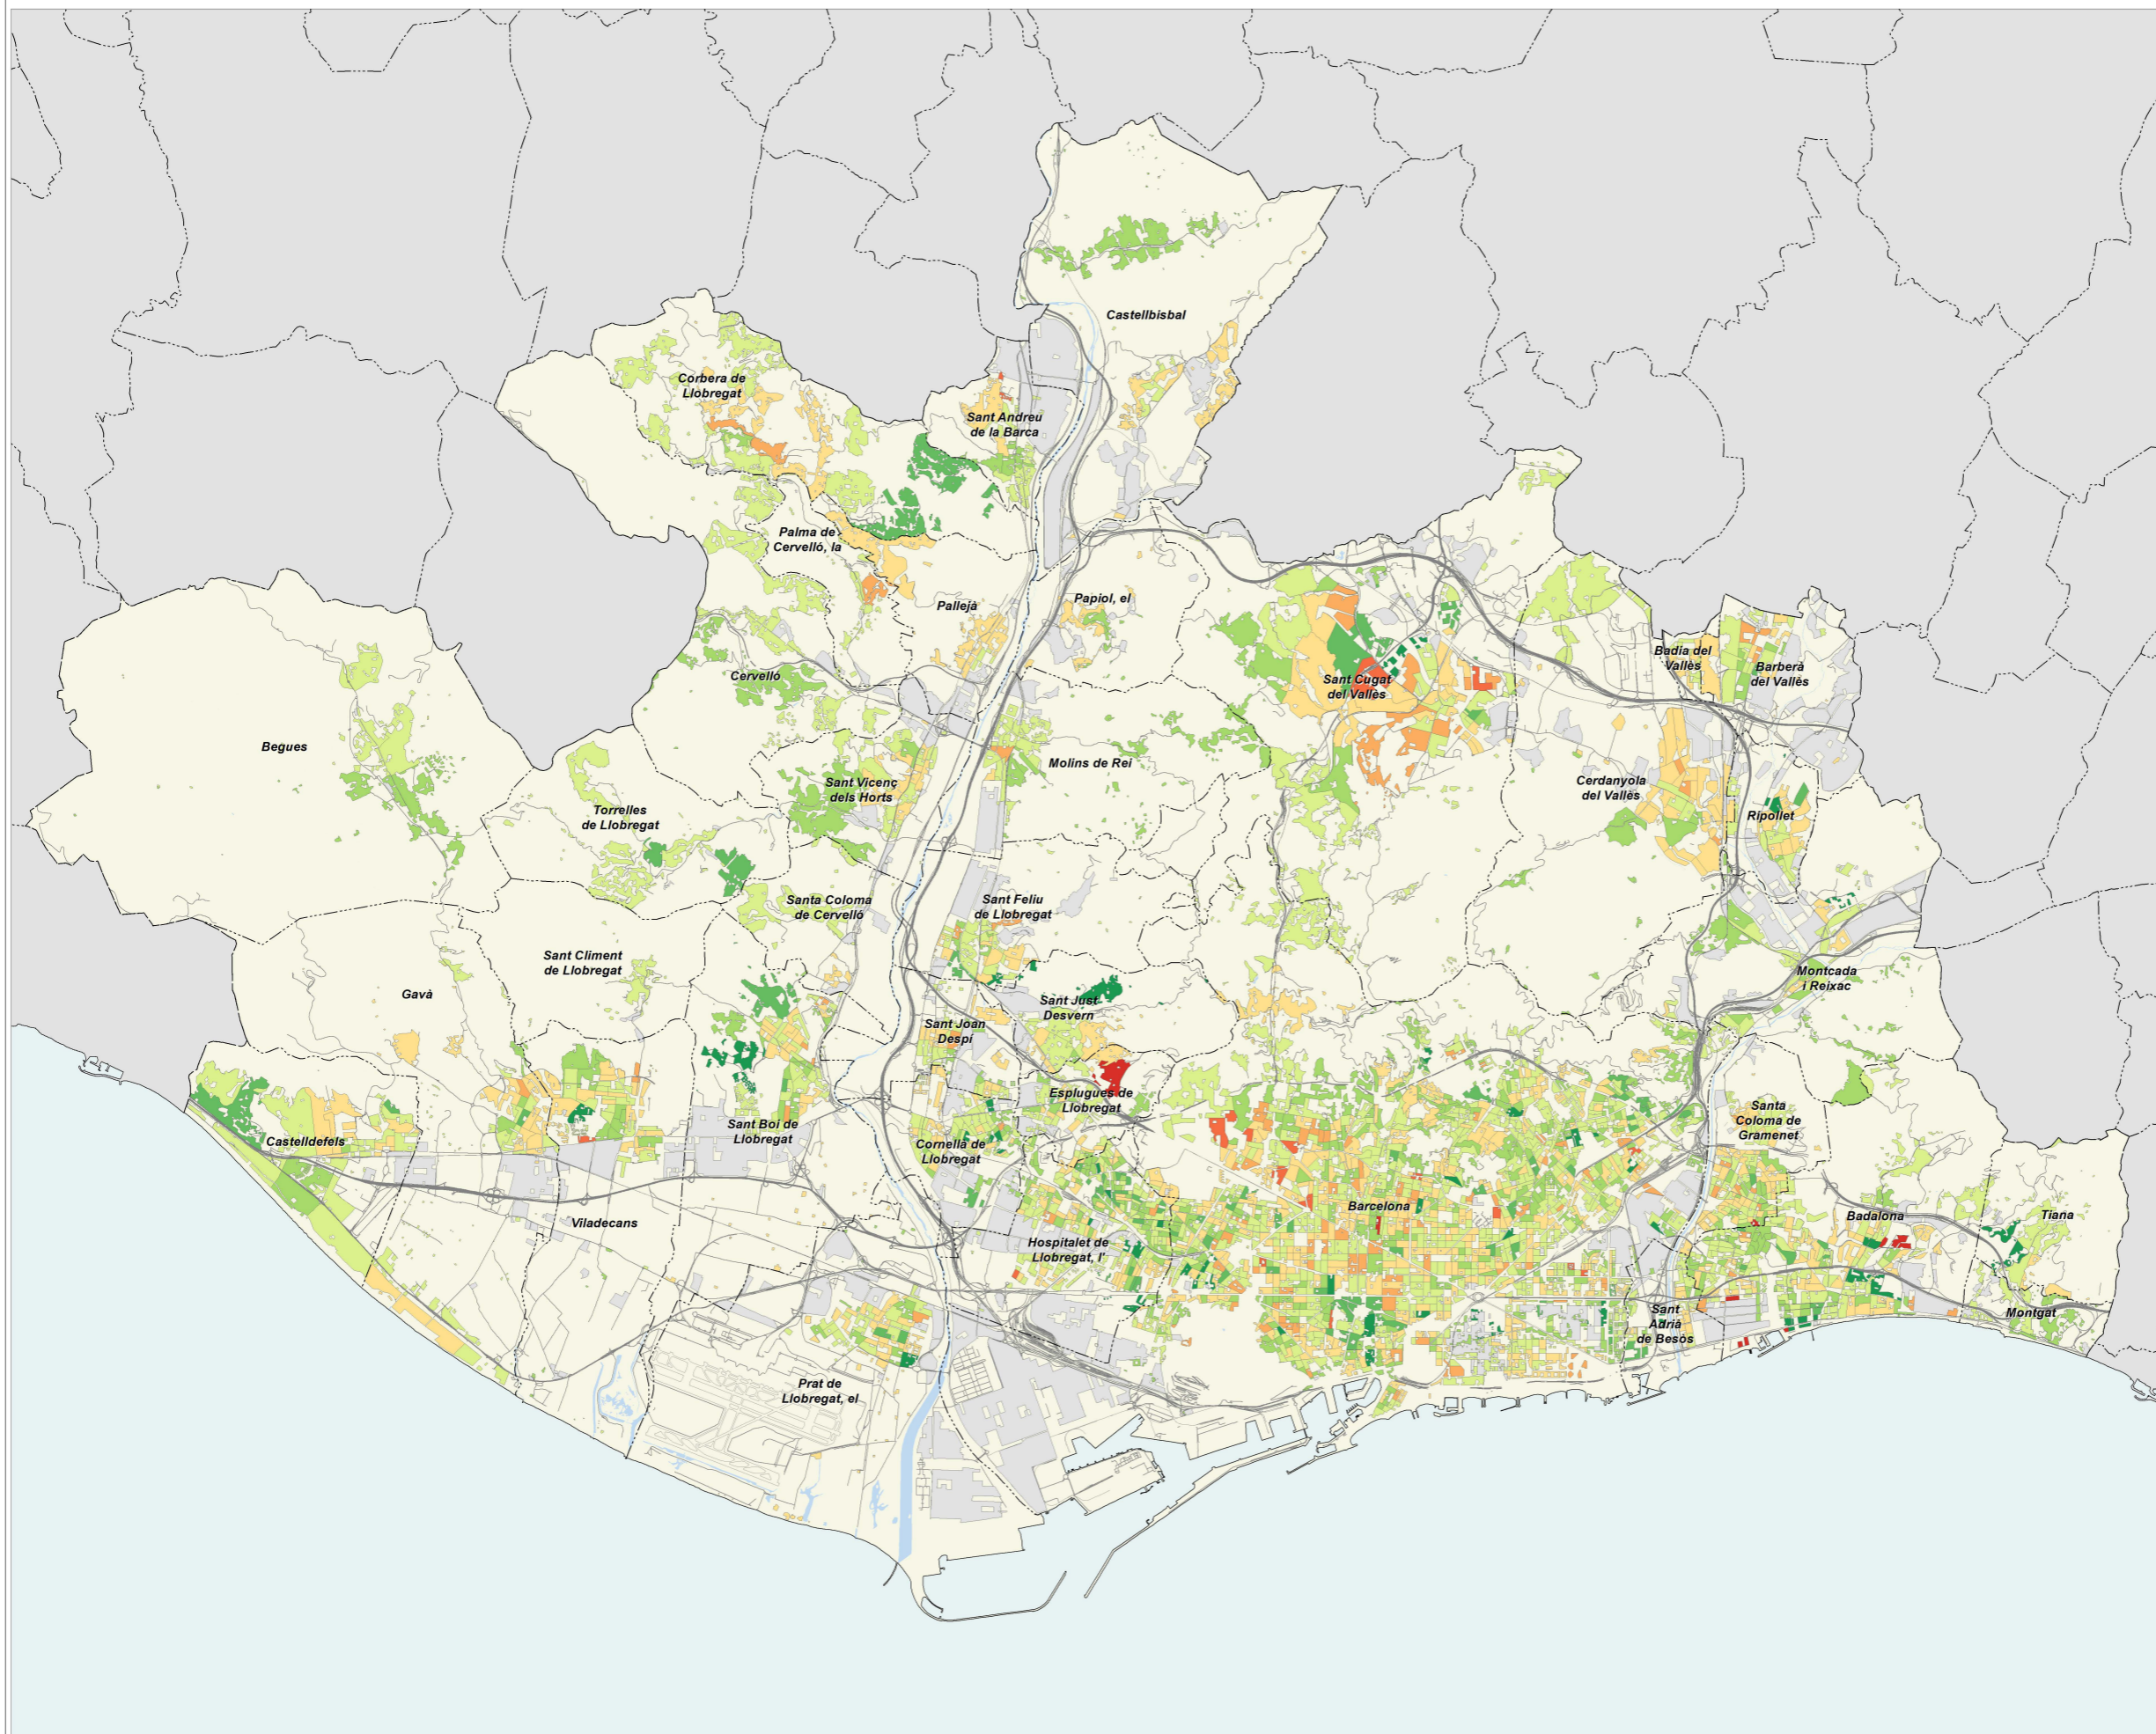 Castellbisbal
Corbera de
Llobregat
Sant Andreu
de la Barca
Palma de
Cervelló, la
Pallejà
Papiol, el
Cervelló
Sant Cugat
del Vallès
Badia del
Vallès
Barberà
del Vallès
Begues
Sant Vicenç
dels Horts
Molins de Rei
Cerdanyola
del Vallès
Ripollet
Torrelles
de Llobregat
Santa Coloma
de Cervelló
Sant Feliu
de Llobregat
Sant Climent
de Llobregat
Gavà
Sant Just
Desvern
Montcada
i Reixac
Sant Joan
Despí
Esplugues de
Llobregat
Santa
Coloma de
Gramenet
Castelldefels
Sant Boi de
Llobregat
Cornellà de
Llobregat
Barcelona
Viladecans
Badalona
Tiana
Hospitalet de
Llobregat, l'
Sant
Adrià
de Besòs
Montgat
Prat de
Llobregat, el